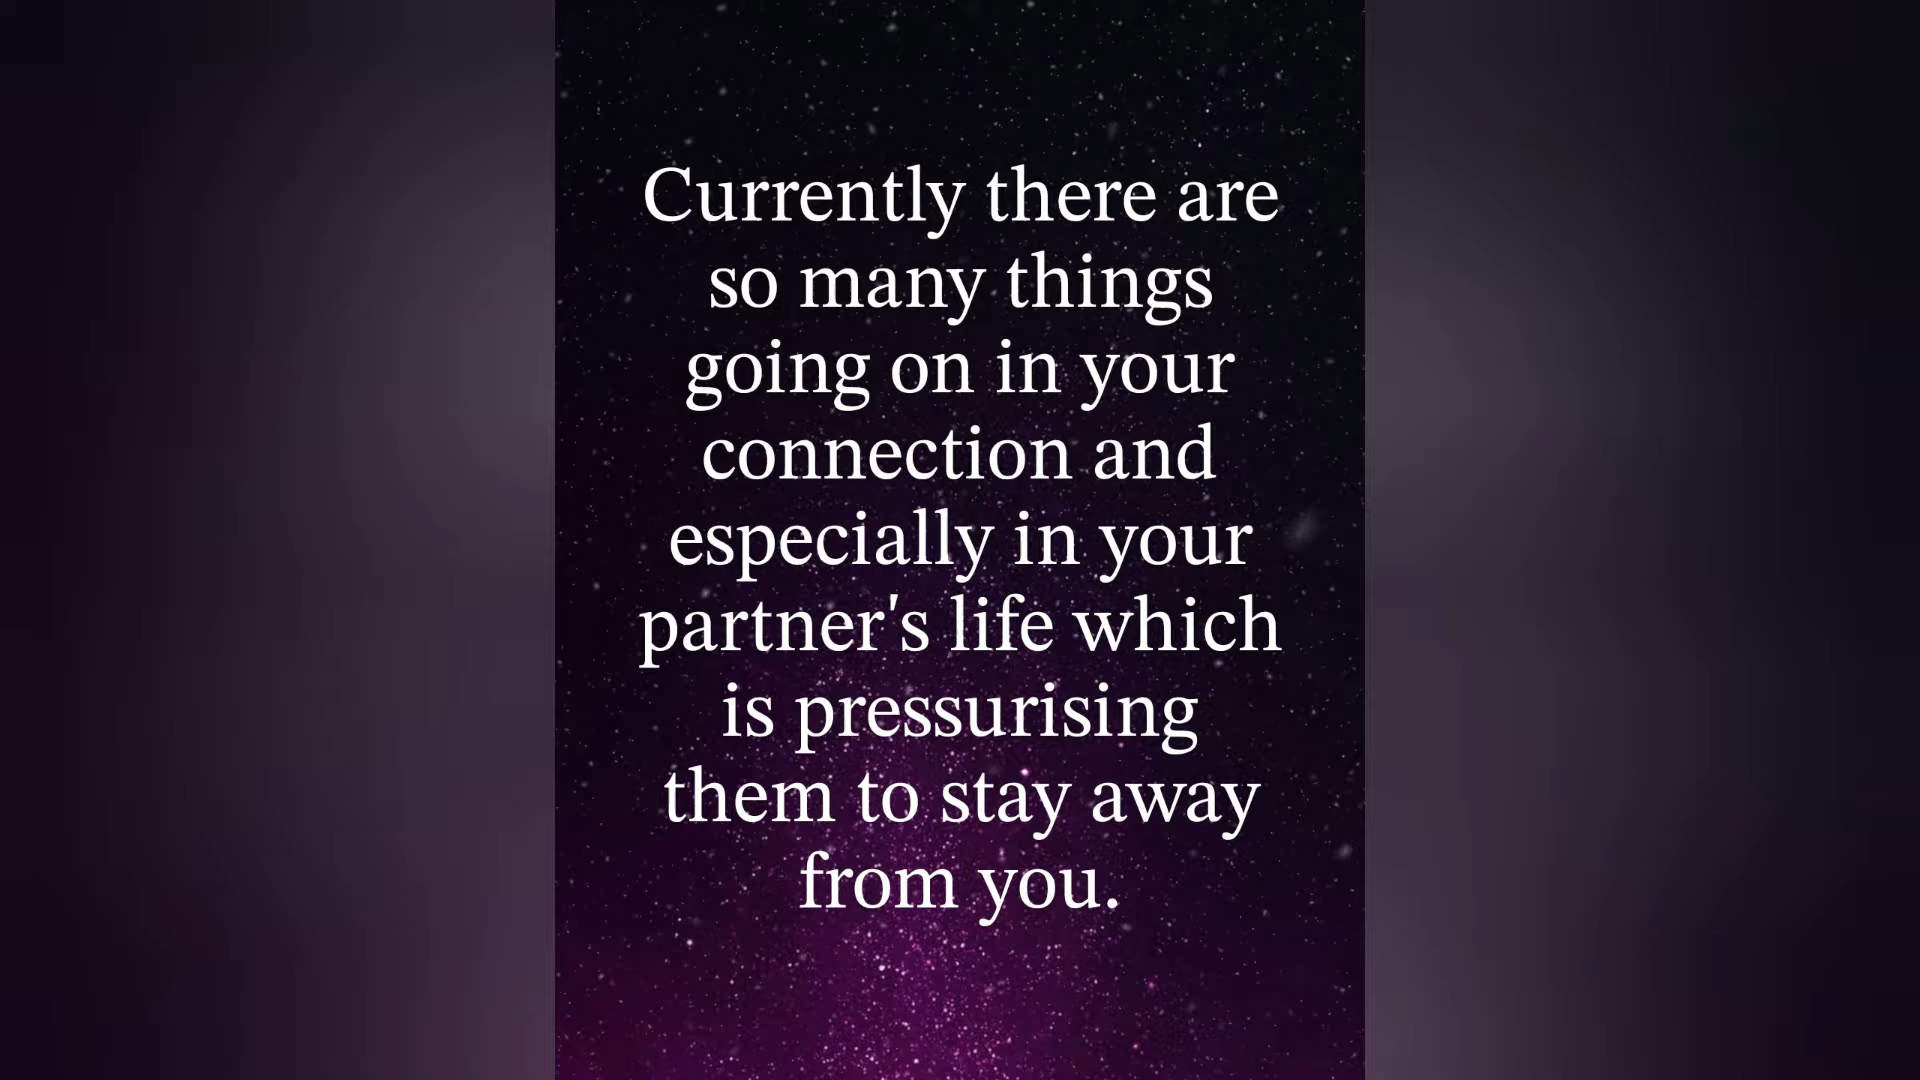 Currently there are
so many things
going on in your
connection and
especially in your
partner's life which
is pressurising
them to stay away
from you.